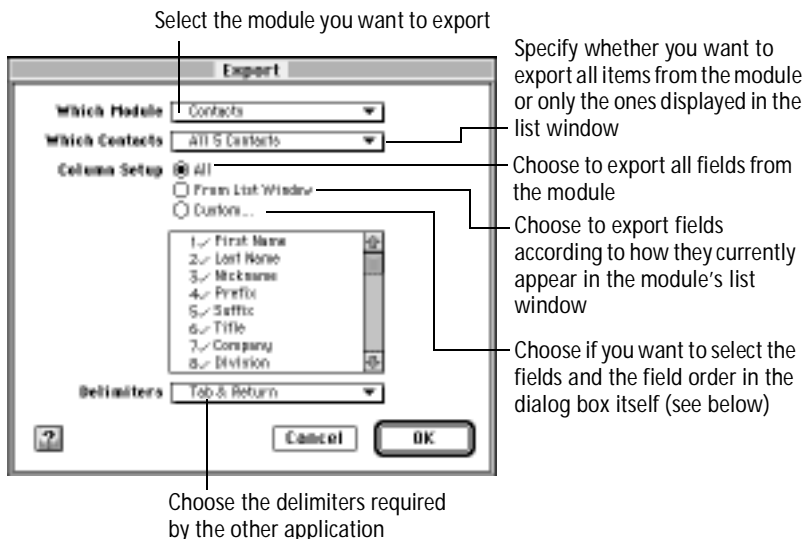 Select the module you want to export
Export
Which Module Contacts
Which Contacts All 5 Contacts
Column Setup All
From List Window
Custom...
1✓ First Name
2✓ Last Name
3✓ Nickname
4✓ Prefix
5✓ Suffix
6✓ Title
7✓ Company
8✓ Division
Delimiters Tab & Return
?
Cancel
OK
Specify whether you want to
export all items from the module
or only the ones displayed in the
list window
Choose to export all fields from
the module
Choose to export fields
according to how they currently
appear in the module's list
window
Choose if you want to select the
fields and the field order in the
dialog box itself (see below)
Choose the delimiters required
by the other application